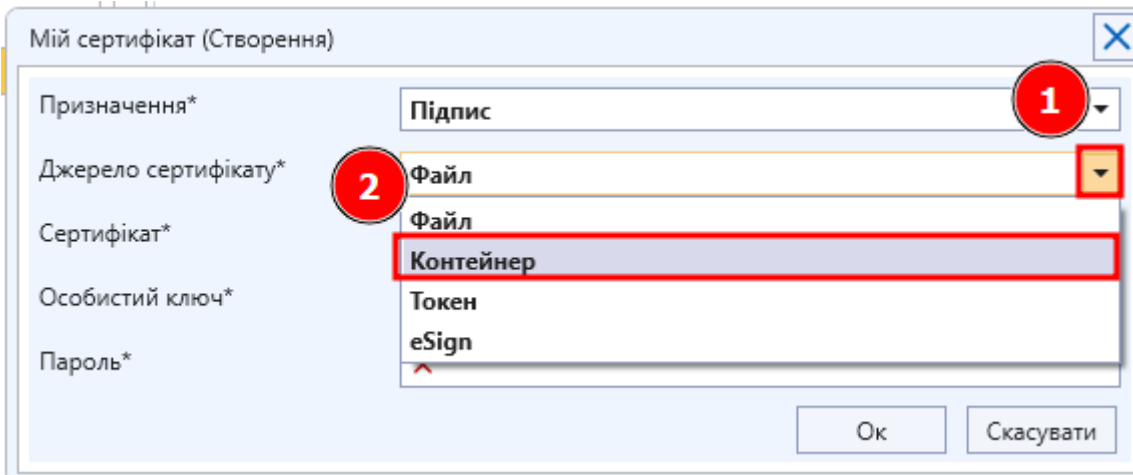 Мій сертифікат (Створення)
Призначення*
Підпис
1
Джерело сертифікату*
2
Файл
Сертифікат*
Файл
Контейнер
Особистий ключ*
Токен
eSign
Пароль*
Ок
Скасувати